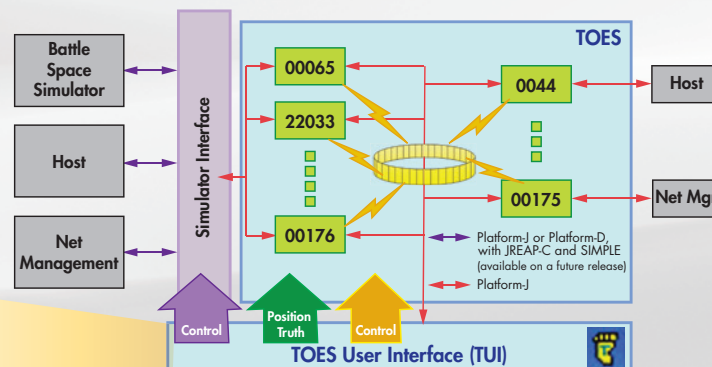 TOES
Battle
Space
Simulator
Host
Net
Management
Simulator Interface
00065
22033
00176
0044
00175
Host
Net Mg
Platform-J or Platform-D,
with JREAP-C and SIMPLE
(available on a future release)
Platform-J
Control
Position
Truth
Control
TOES User Interface (TUI)